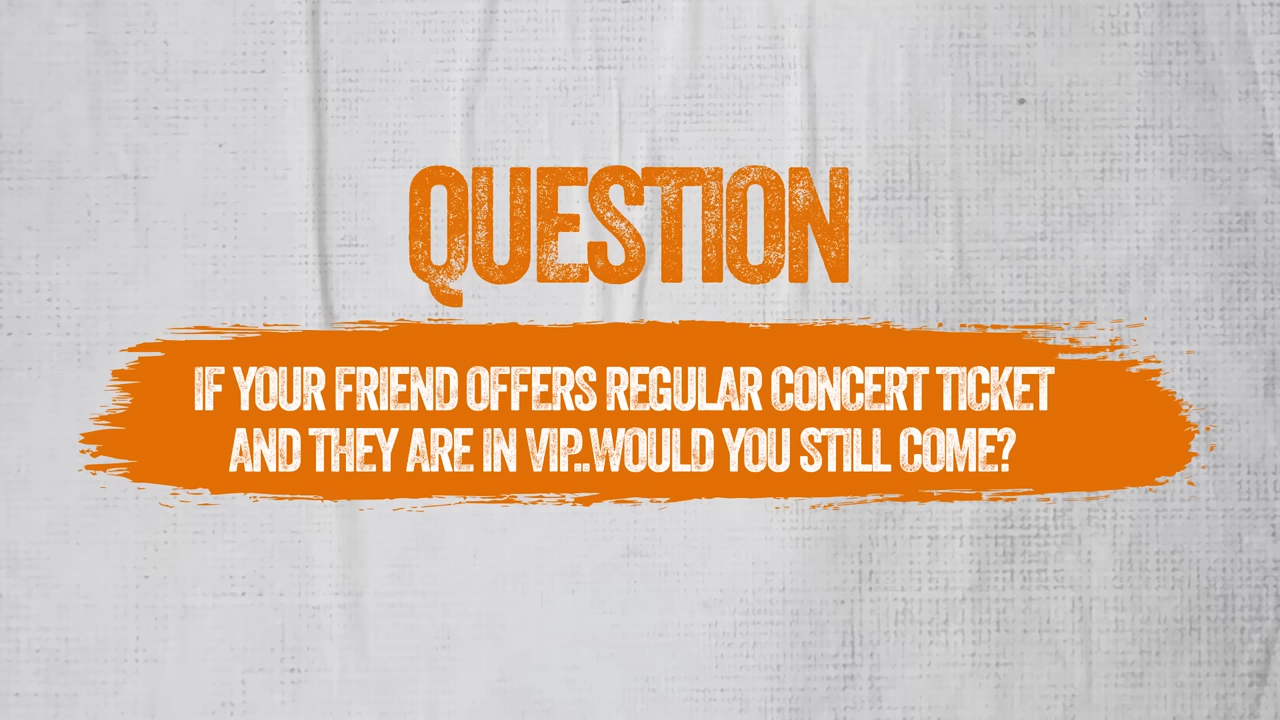 QUESTION
IF YOUR FRIEND OFFERS REGULAR CONCERT TICKET
AND THEY ARE IN VIP..WOULD YOU STILL COME?